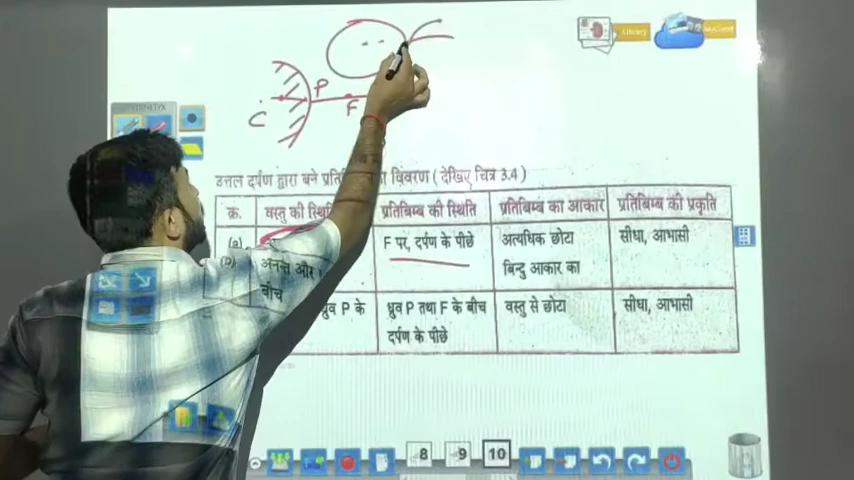 Library
P
F
C
उत्तल दर्पण द्वारा बने का विवरण ( देखिए चित्र 3.4 )
क्र. वस्तु की प्रतिबिम्ब की स्थिति प्रतिबिम्ब का आकार प्रतिबिम्ब की प्रकृति
F पर, दर्पण के पीछे अत्यधिक छोटा सीधा, आभासी
अनन्त और बिन्दु आकार का
बीच
ध्रुव P के ध्रुव P तथा F के बीच वस्तु से छोटा सीधा, आभासी
दर्पण के पीछे
8 9 10